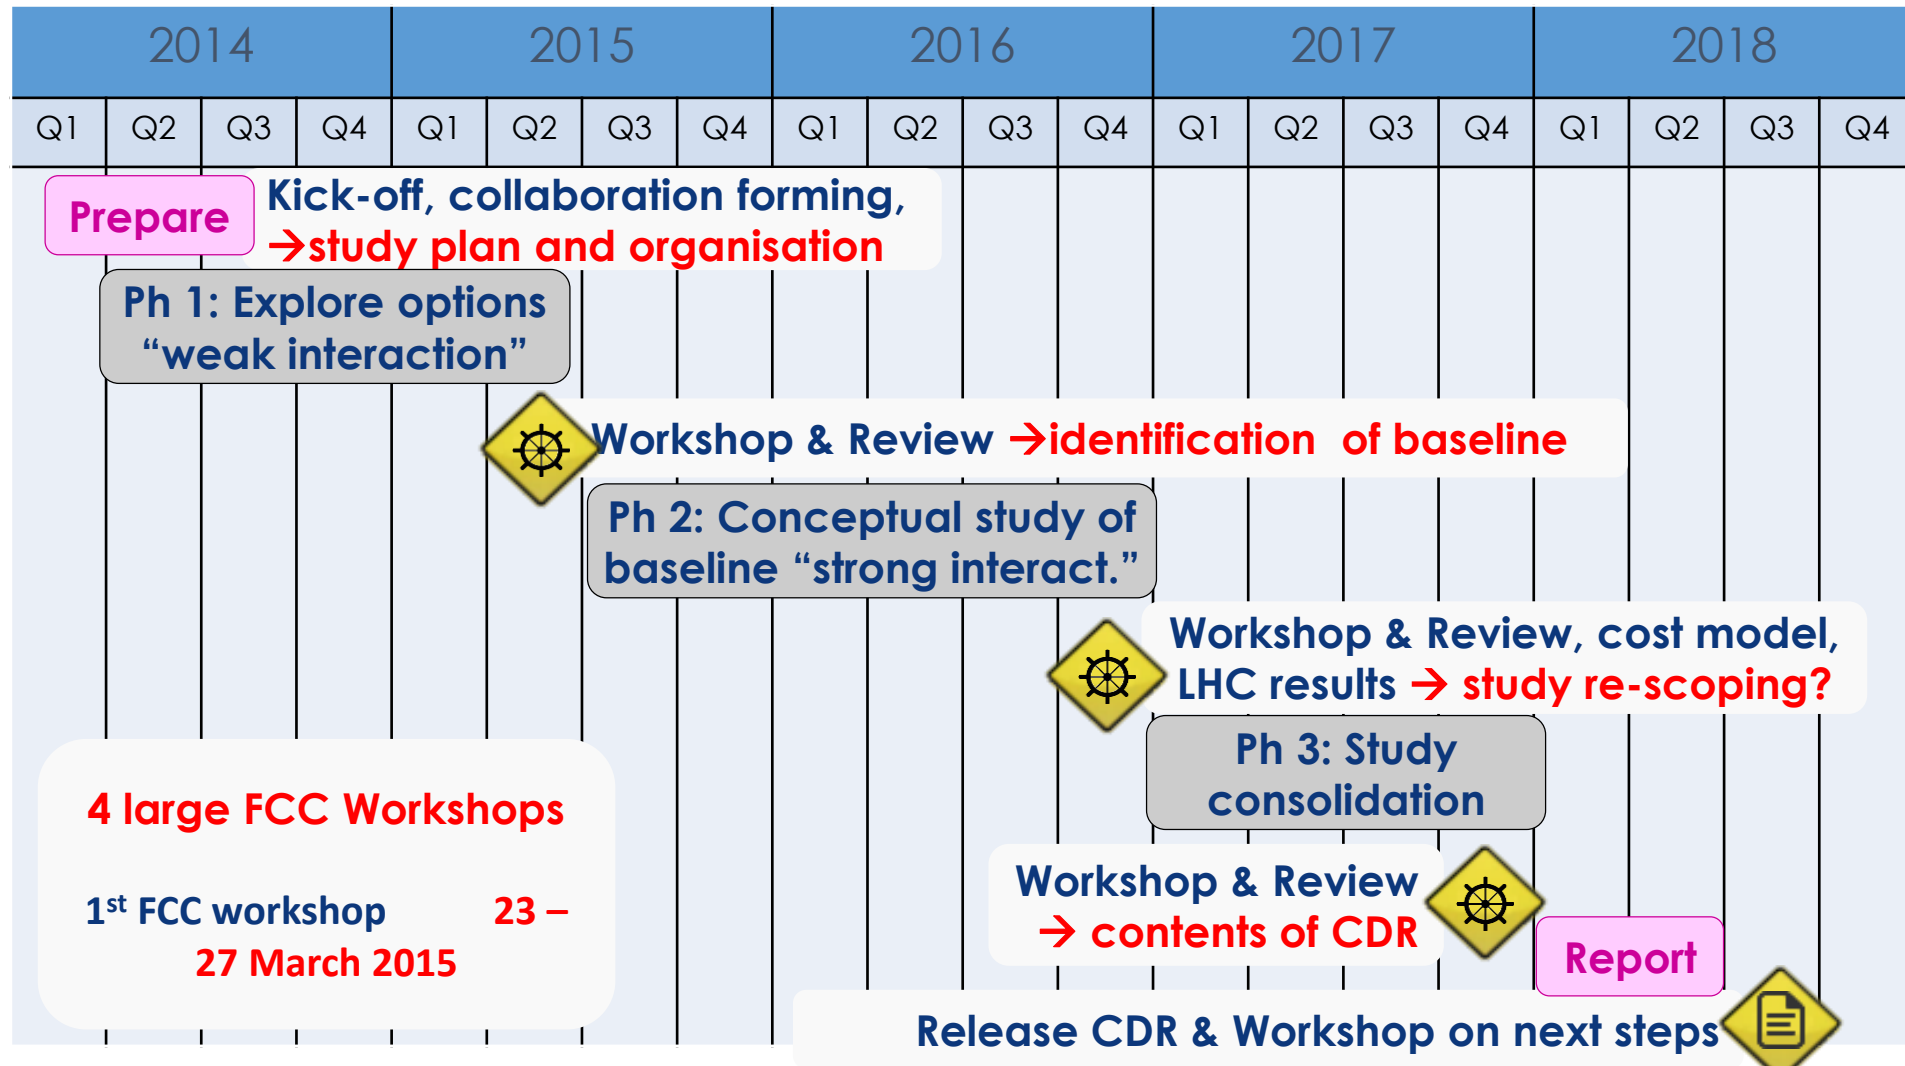 2014 2015 2016 2017 2018
Q1 Q2 Q3 Q4 Q1 Q2 Q3 Q4 Q1 Q2 Q3 Q4 Q1 Q2 Q3 Q4 Q1 Q2 Q3 Q4
Prepare
Kick-off, collaboration forming,
→study plan and organisation
Ph 1: Explore options
“weak interaction”
Workshop & Review →identification of baseline
Ph 2: Conceptual study of
baseline “strong interact.”
Workshop & Review, cost model,
LHC results → study re-scoping?
Ph 3: Study
consolidation
4 large FCC Workshops
1st FCC workshop 23 –
27 March 2015
Workshop & Review
→ contents of CDR
Report
Release CDR & Workshop on next steps